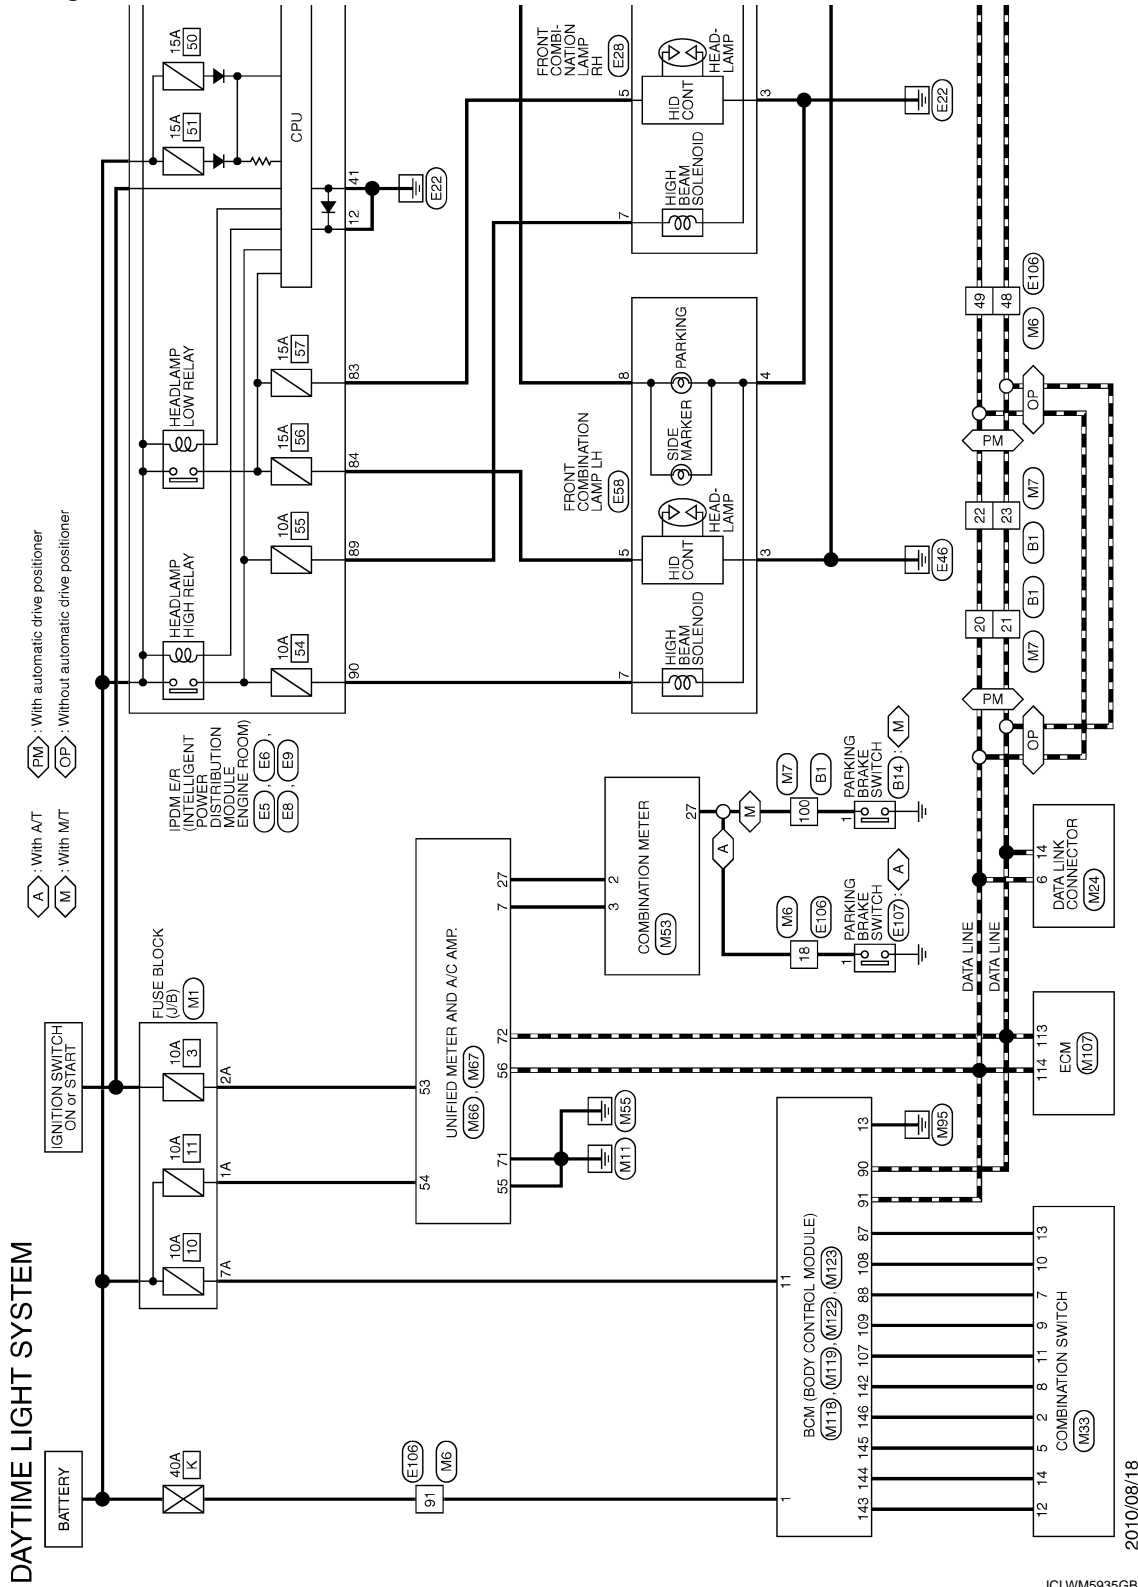 DAYTIME LIGHT SYSTEM
BATTERY
IGNITION SWITCH
ON or START
A : With A/T
M : With M/T
PM : With automatic drive positioner
OP : Without automatic drive positioner
40A
K
10A
10
10A
11
10A
3
FUSE BLOCK
(J/B)
M1
7A
1A
2A
E106
M6
91
IPDM E/R
(INTELLIGENT
POWER
DISTRIBUTION
MODULE
ENGINE ROOM)
E5 , E6 ,
E8 , E9
HEADLAMP
HIGH RELAY
HEADLAMP
LOW RELAY
10A
54
10A
55
15A
56
15A
57
15A
51
15A
50
CPU
90
89
84
83
12
41
E22
54
53
UNIFIED METER AND A/C AMP.
M66 , M67
55
71
56
72
7
27
M11
M55
3
2
COMBINATION METER
M53
27
A
M
M6
E106
18
1
PARKING
BRAKE
SWITCH
E107 : A
M7
B1
100
1
PARKING
BRAKE
SWITCH
B14 : M
FRONT
COMBINATION
LAMP LH
E58
7
HIGH
BEAM
SOLENOID
5
HID
CONT
HEAD-
LAMP
3
SIDE
MARKER
PARKING
8
4
E46
FRONT
COMBI-
NATION
LAMP
RH
E28
7
HIGH
BEAM
SOLENOID
5
HID
CONT
HEAD-
LAMP
3
E22
1
11
BCM (BODY CONTROL MODULE)
M118 , M119 , M122 , M123
143
144
145
146
142
107
109
88
108
87
91
90
13
M95
12
14
5
2
8
11
9
7
10
13
COMBINATION SWITCH
M33
114
113
ECM
M107
DATA LINE
DATA LINE
6
14
DATA LINK
CONNECTOR
M24
OP
PM
20
21
M7
B1
22
23
B1
M7
PM
OP
49
48
M6
E106
2010/08/18
JCLWM5935GB